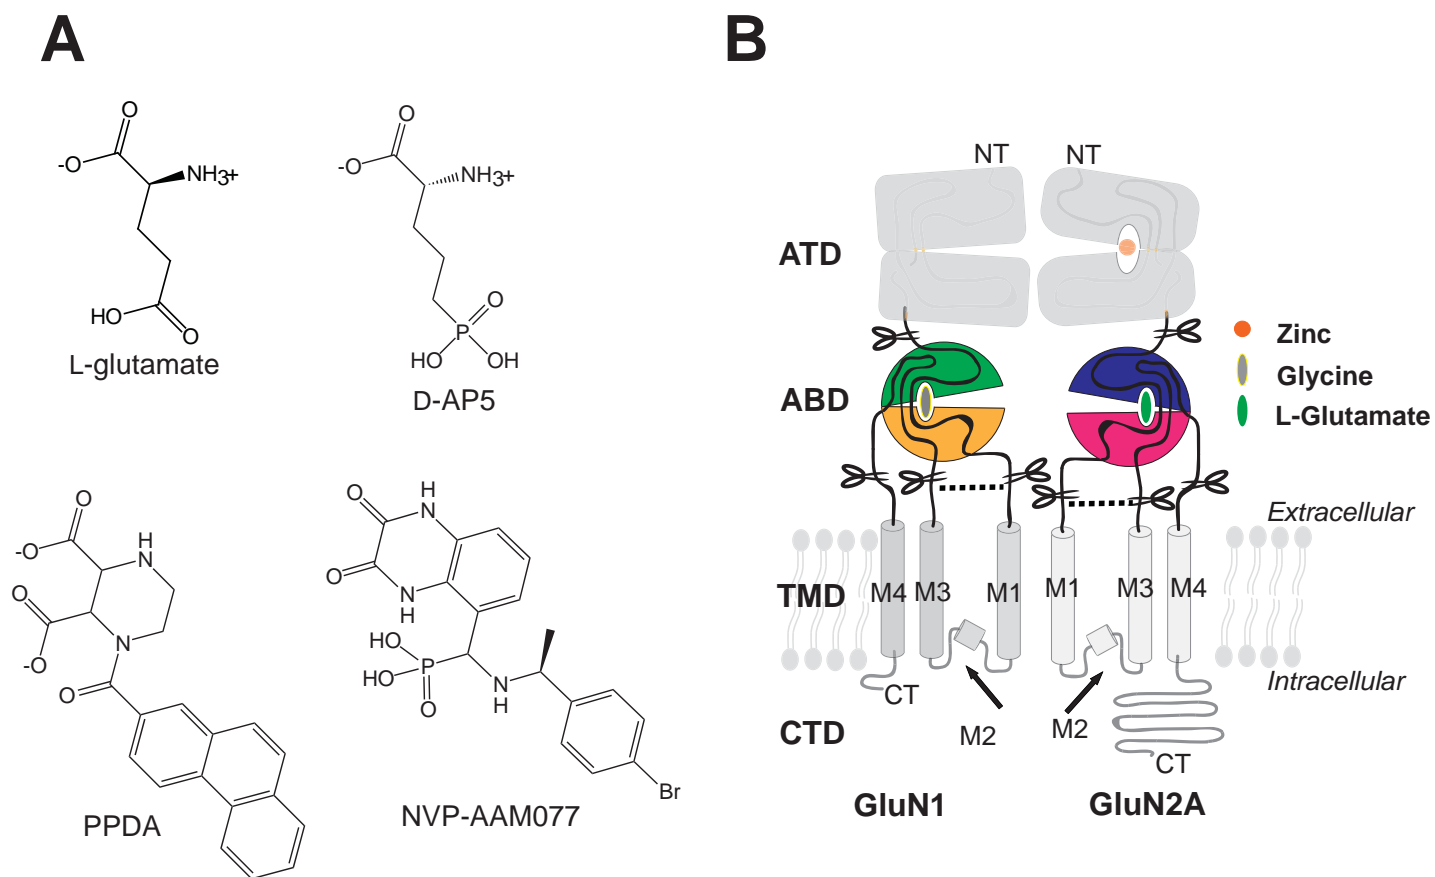 A
O
-O
NH3+
HO
O
L-glutamate
O
-O
NH3+
P
O
HO
OH
D-AP5
O
-O
H
N
O
-O
N
O
PPDA
H
O
N
O
N
H
HO
HO
P
O
N
H
Br
NVP-AAM077
B
NT
NT
ATD
ABD
Zinc
Glycine
L-Glutamate
Extracellular
TMD
M4
M3
M1
M1
M3
M4
Intracellular
CT
CTD
M2
M2
CT
GluN1
GluN2A